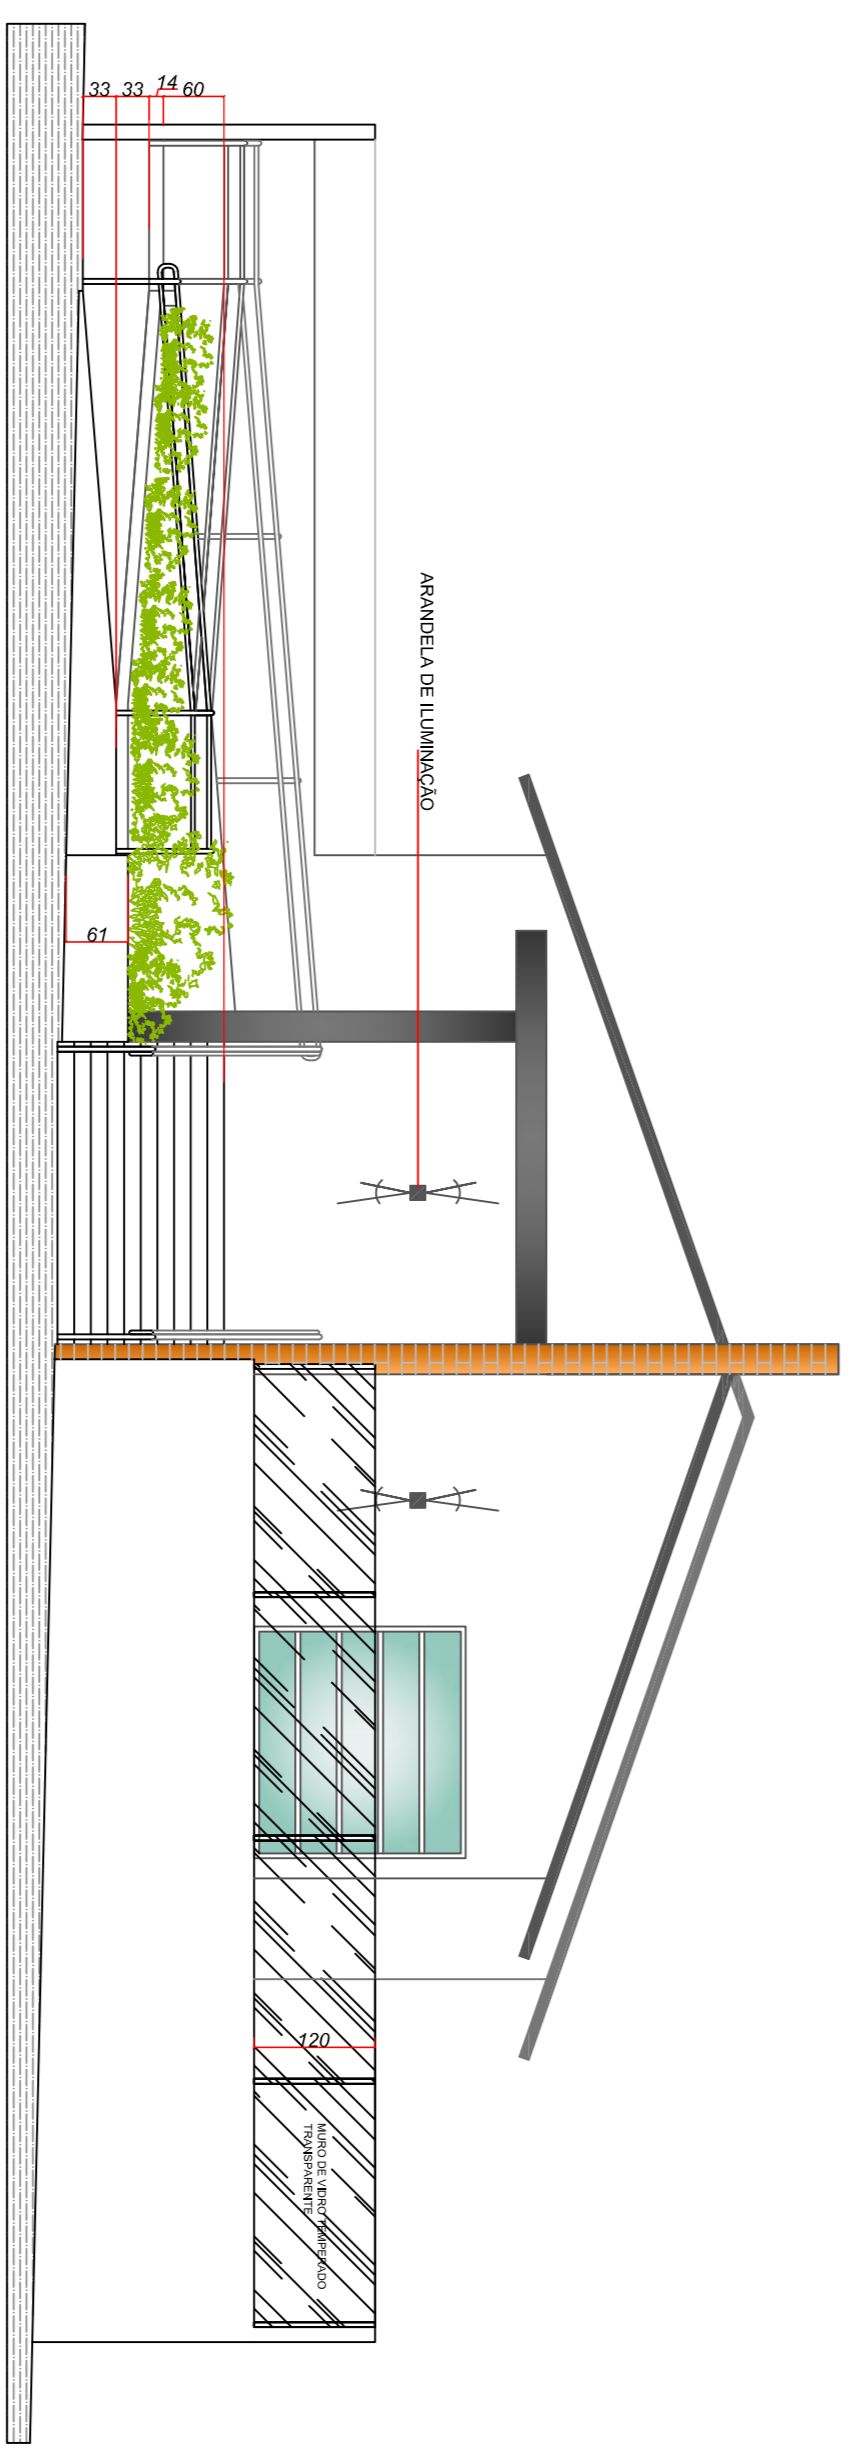 33
33
14
60
ARANDELA DE ILUMINAÇÃO
61
120
MURO DE VIDRO TEMPERADO
TRANSPARENTE